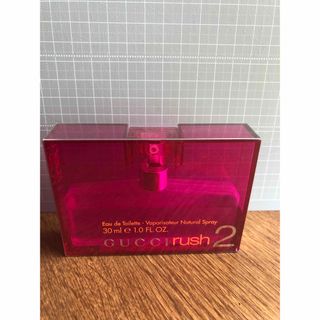 Eau de Toilette - Vaporisateur Natural Spray
30 ml e 1.0 FL OZ.
GUCCI rush 2